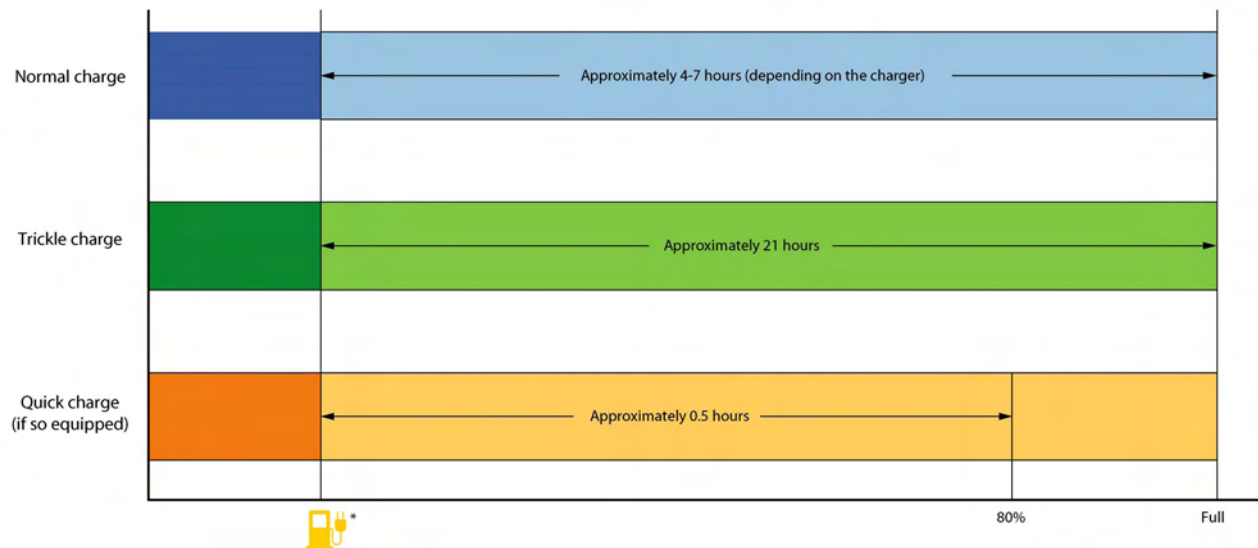 Normal charge
Approximately 4-7 hours (depending on the charger)
Trickle charge
Approximately 21 hours
Quick charge
(if so equipped)
Approximately 0.5 hours
*
80%
Full